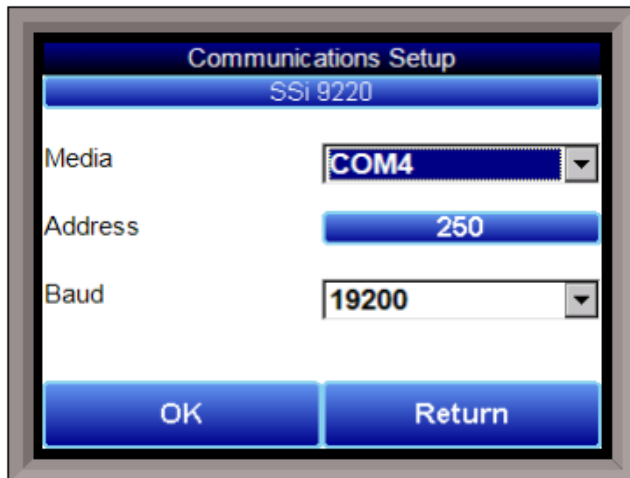 Communications Setup
SSi 9220
Media COM4
Address 250
Baud 19200
OK Return